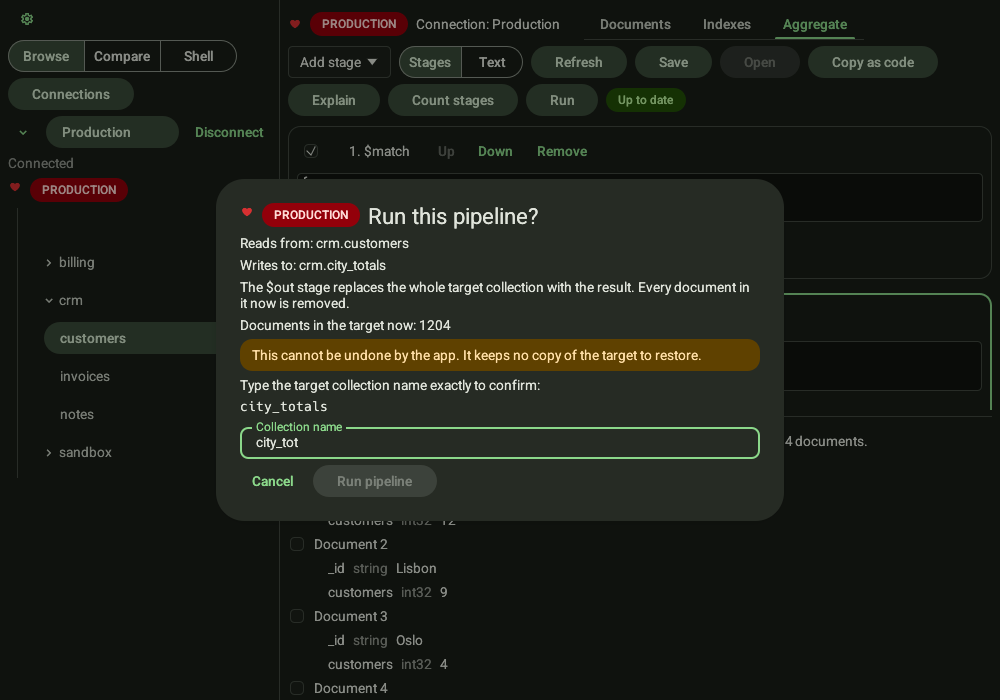 Browse
Compare
Shell
Connections
Production
Disconnect
Connected
PRODUCTION
billing
crm
customers
invoices
notes
sandbox
PRODUCTION
Connection: Production
Documents
Indexes
Aggregate
Add stage
Stages
Text
Refresh
Save
Open
Copy as code
Explain
Count stages
Run
Up to date
1. $match
Up
Down
Remove
PRODUCTION
Run this pipeline?
Reads from: crm.customers
Writes to: crm.city_totals
The $out stage replaces the whole target collection with the result. Every document in
it now is removed.
Documents in the target now: 1204
This cannot be undone by the app. It keeps no copy of the target to restore.
Type the target collection name exactly to confirm:
city_totals
Collection name
city_tot
Cancel
Run pipeline
4 documents.
customers int32 12
Document 2
_id string Lisbon
customers int32 9
Document 3
_id string Oslo
customers int32 4
Document 4